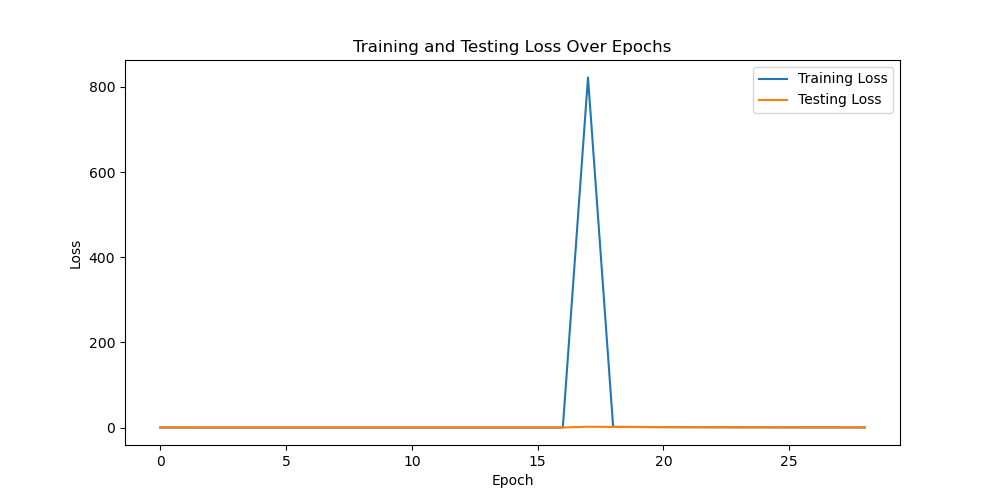 Training and Testing Loss Over Epochs
Training Loss
Testing Loss
800
600
400
200
0
Loss
0 5 10 15 20 25
Epoch